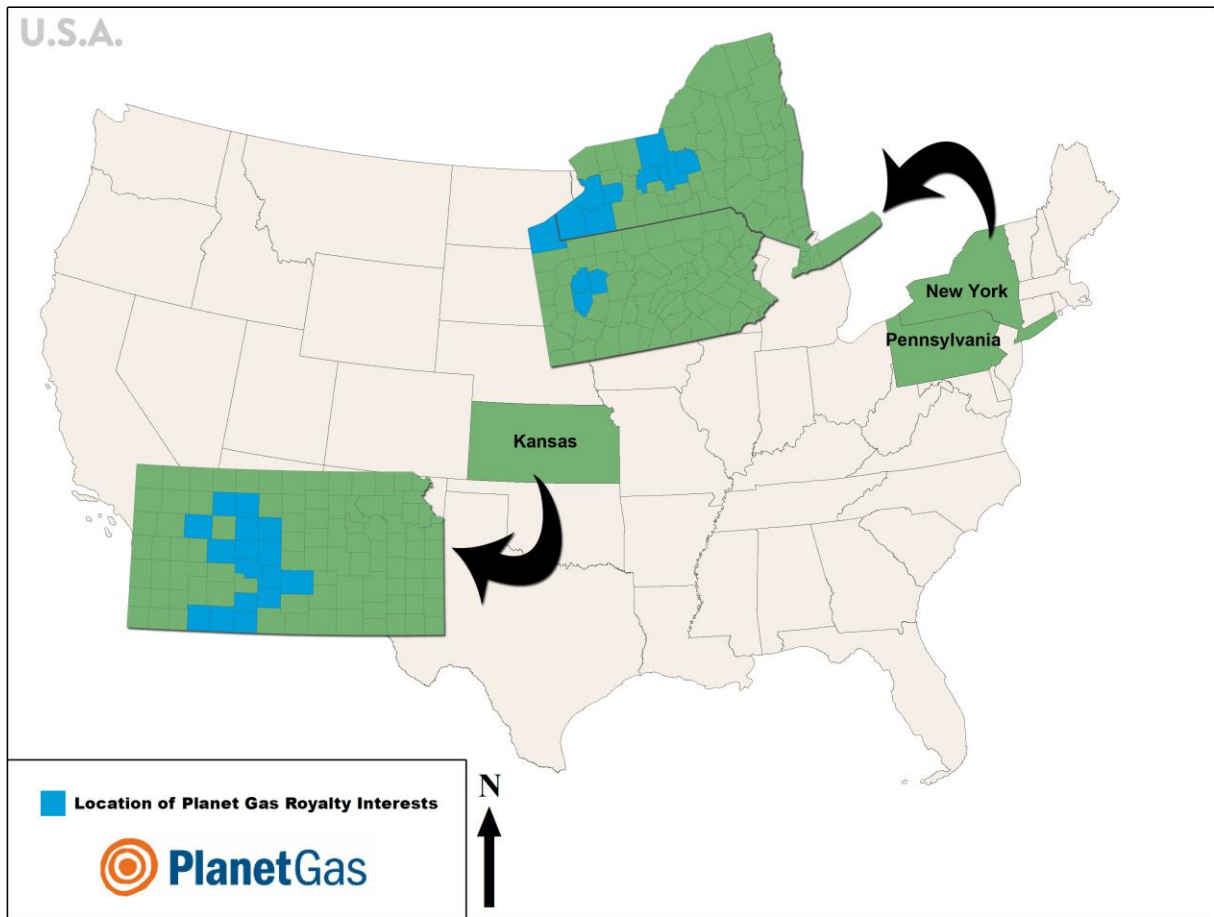 U.S.A.
New York
Pennsylvania
Kansas
Location of Planet Gas Royalty Interests
PlanetGas
N